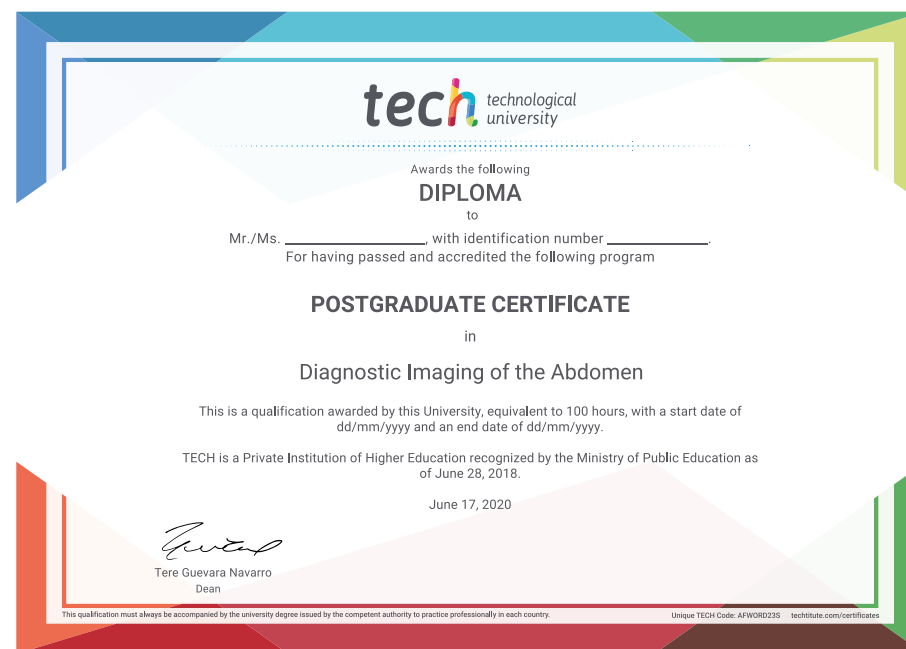 tech technological
university
Awards the following
DIPLOMA
to
Mr./Ms. ____________________, with identification number _______________.
For having passed and accredited the following program
POSTGRADUATE CERTIFICATE
in
Diagnostic Imaging of the Abdomen
This is a qualification awarded by this University, equivalent to 100 hours, with a start date of
dd/mm/yyyy and an end date of dd/mm/yyyy.
TECH is a Private Institution of Higher Education recognized by the Ministry of Public Education as
of June 28, 2018.
June 17, 2020
Tere Guevara Navarro
Dean
This qualification must always be accompanied by the university degree issued by the competent authority to practice professionally in each country.
Unique TECH Code: AFWORD23S techtitute.com/certificates